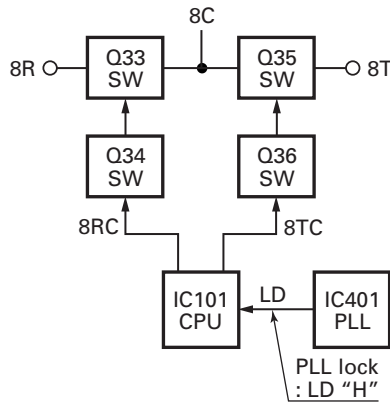 8C
8R
Q33
SW
Q35
SW
8T
Q34
SW
Q36
SW
8RC
8TC
IC101
CPU
LD
IC401
PLL
PLL lock
: LD “H”